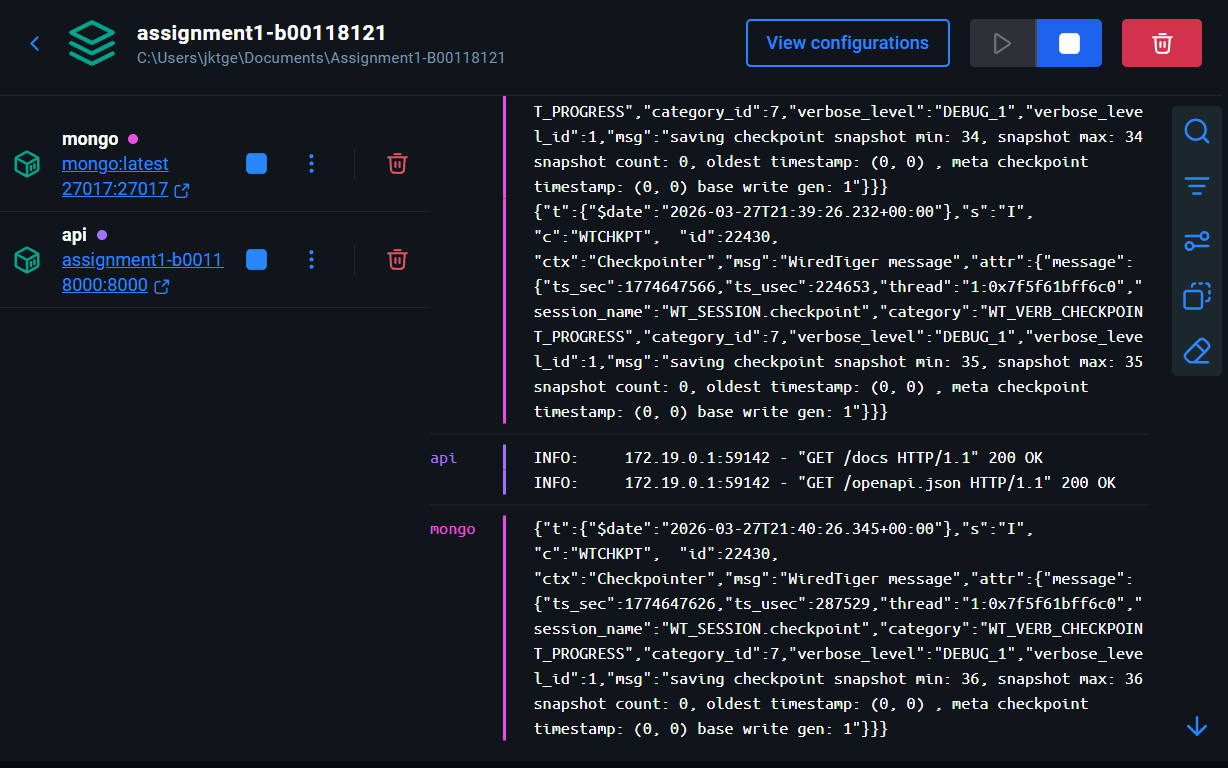 assignment1-b00118121
C:\Users\jktge\Documents\Assignment1-B00118121
View configurations
mongo
mongo:latest
27017:27017
api
assignment1-b0011
8000:8000
T_PROGRESS","category_id":7,"verbose_level":"DEBUG_1","verbose_leve
l_id":1,"msg":"saving checkpoint snapshot min: 34, snapshot max: 34
snapshot count: 0, oldest timestamp: (0, 0) , meta checkpoint
timestamp: (0, 0) base write gen: 1"}}}
{"t":{"$date":"2026-03-27T21:39:26.232+00:00"},"s":"I",
"c":"WTCHKPT",  "id":22430,
"ctx":"Checkpointer","msg":"WiredTiger message","attr":{"message":
{"ts_sec":1774647566,"ts_usec":224653,"thread":"1:0x7f5f61bff6c0","
session_name":"WT_SESSION.checkpoint","category":"WT_VERB_CHECKPOIN
T_PROGRESS","category_id":7,"verbose_level":"DEBUG_1","verbose_leve
l_id":1,"msg":"saving checkpoint snapshot min: 35, snapshot max: 35
snapshot count: 0, oldest timestamp: (0, 0) , meta checkpoint
timestamp: (0, 0) base write gen: 1"}}}
api
INFO:     172.19.0.1:59142 - "GET /docs HTTP/1.1" 200 OK
INFO:     172.19.0.1:59142 - "GET /openapi.json HTTP/1.1" 200 OK
mongo
{"t":{"$date":"2026-03-27T21:40:26.345+00:00"},"s":"I",
"c":"WTCHKPT",  "id":22430,
"ctx":"Checkpointer","msg":"WiredTiger message","attr":{"message":
{"ts_sec":1774647626,"ts_usec":287529,"thread":"1:0x7f5f61bff6c0","
session_name":"WT_SESSION.checkpoint","category":"WT_VERB_CHECKPOIN
T_PROGRESS","category_id":7,"verbose_level":"DEBUG_1","verbose_leve
l_id":1,"msg":"saving checkpoint snapshot min: 36, snapshot max: 36
snapshot count: 0, oldest timestamp: (0, 0) , meta checkpoint
timestamp: (0, 0) base write gen: 1"}}}